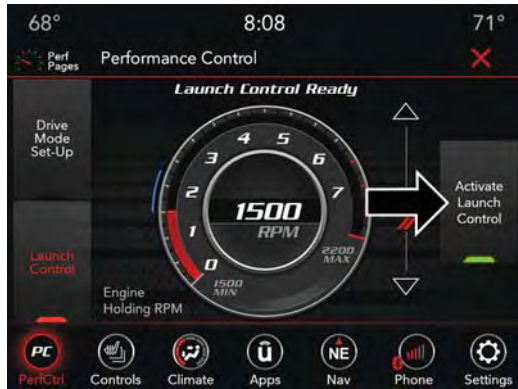 68°
8:08
71°
Perf
Pages
Performance Control
Launch Control Ready
Drive
Mode
Set-Up
Launch
Control
0
1
2
3
4
5
6
7
1500
RPM
1500
MIN
2200
MAX
Engine
Holding RPM
Activate
Launch
Control
PC
PerfCtrl
Controls
Climate
ū
Apps
NE
Nav
Phone
Settings